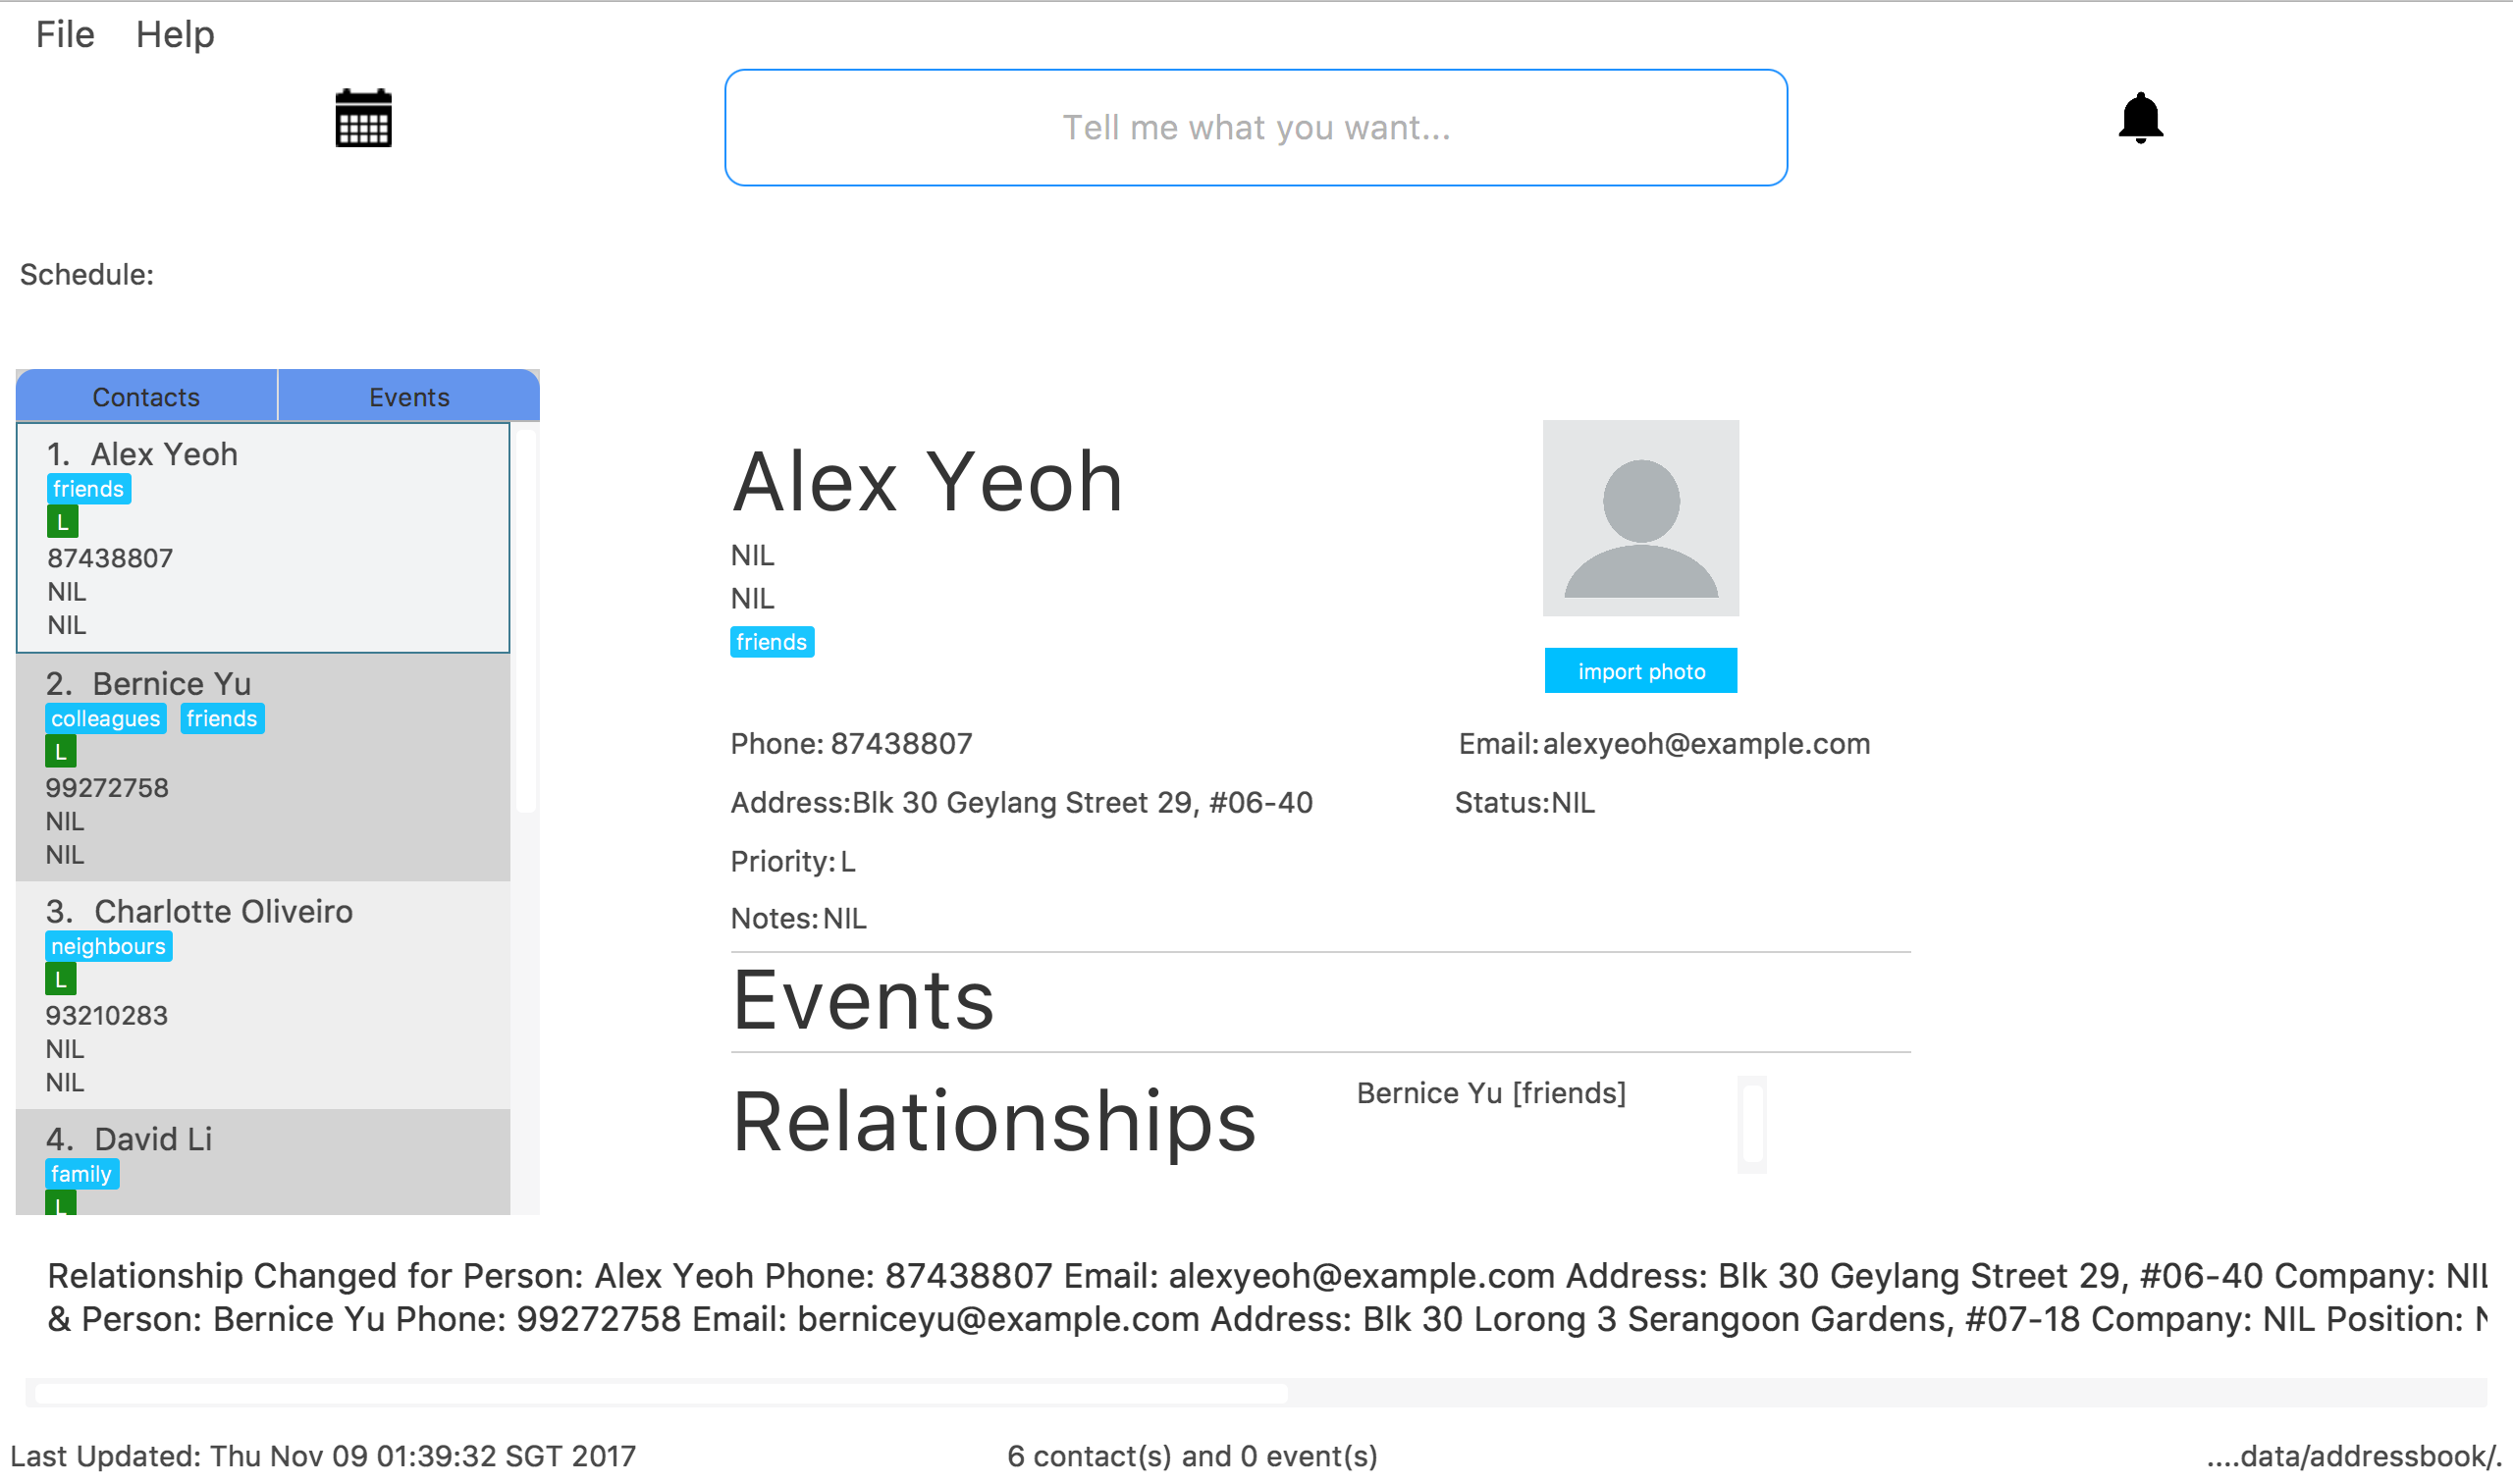 File Help
Tell me what you want...
Schedule:
Contacts Events
1. Alex Yeoh
friends
L
87438807
NIL
NIL
2. Bernice Yu
colleagues friends
L
99272758
NIL
NIL
3. Charlotte Oliveiro
neighbours
L
93210283
NIL
NIL
4. David Li
family
L
Alex Yeoh
NIL
NIL
friends
import photo
Phone: 87438807 Email: alexyeoh@example.com
Address: Blk 30 Geylang Street 29, #06-40 Status: NIL
Priority: L
Notes: NIL
Events
Relationships Bernice Yu [friends]
Relationship Changed for Person: Alex Yeoh Phone: 87438807 Email: alexyeoh@example.com Address: Blk 30 Geylang Street 29, #06-40 Company: NIL
& Person: Bernice Yu Phone: 99272758 Email: berniceyu@example.com Address: Blk 30 Lorong 3 Serangoon Gardens, #07-18 Company: NIL Position:
Last Updated: Thu Nov 09 01:39:32 SGT 2017 6 contact(s) and 0 event(s) ....data/addressbook/.